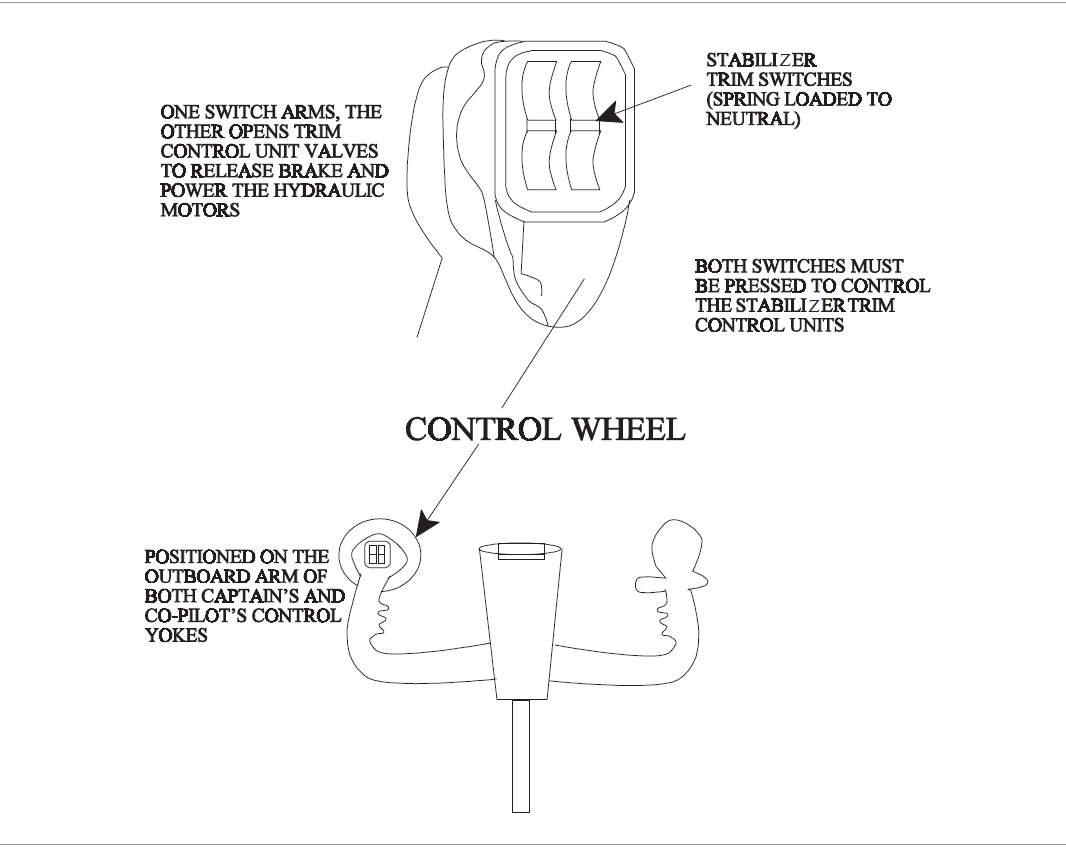 STABILIZER
TRIM SWITCHES
(SPRING LOADED TO
NEUTRAL)
ONE SWITCH ARMS, THE
OTHER OPENS TRIM
CONTROL UNIT VALVES
TO RELEASE BRAKE AND
POWER THE HYDRAULIC
MOTORS
BOTH SWITCHES MUST
BE PRESSED TO CONTROL
THE STABILIZER TRIM
CONTROL UNITS
CONTROL WHEEL
POSITIONED ON THE
OUTBOARD ARM OF
BOTH CAPTAIN'S AND
CO-PILOT'S CONTROL
YOKES